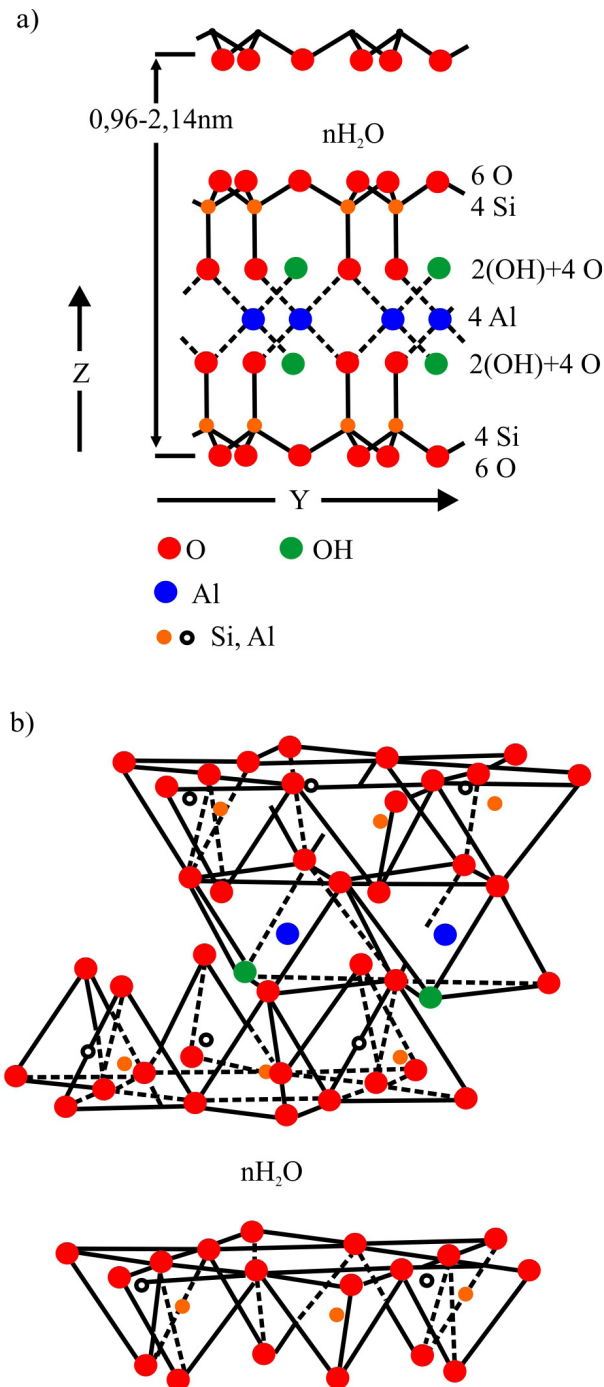 a)
0,96-2,14nm
nH₂O
6 O
4 Si
2(OH)+4 O
4 Al
2(OH)+4 O
4 Si
6 O
Z
Y
O
OH
Al
Si, Al
b)
nH₂O